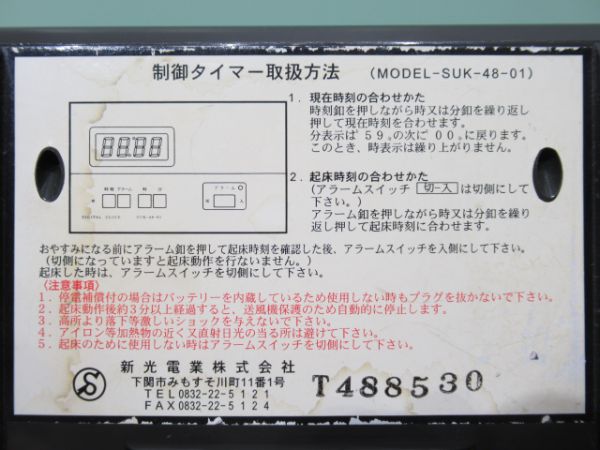 制御タイマー取扱方法 (MODEL-SUK-48-01)
88:88
時報 アラーム 時 分
アラーム
切 入
DIGITAL CLOCK SUK-48-01
1. 現在時刻の合わせかた
時刻釦を押しながら時又は分釦を繰り返し
押して現在時刻を合わせます。
分表示は"59"の次に"00"に戻ります。
このとき、時表示は繰り上がりません。
2. 起床時刻の合わせかた
(アラームスイッチ 切-入 は切側にして
下さい。)
アラーム釦を押しながら時又は分釦を繰り
返し押して起床時刻に合わせます。
おやすみになる前にアラーム釦を押して起床時刻を確認した後、アラームスイッチを入側にして下さい。
(切側になっていますと起床動作を行ないません。)
起床した時は、アラームスイッチを切側にして下さい。
〈注意事項〉
1. 停電補償付の場合はバッテリーを内蔵しているため使用しない時もプラグを抜かないで下さい。
2. 起床動作後約3分以上経過すると、送風機保護のため自動的に停止します。
3. 高所より落下等激しいショックを与えないで下さい。
4. アイロン等加熱物の近く又直射日光の当る所は避けて下さい。
5. 起床のために使用しない時はアラームスイッチを切側にして下さい。
新光電業株式会社
下関市みもすそ川町11番1号
TEL0832-22-5121
FAX0832-22-5124
T488530